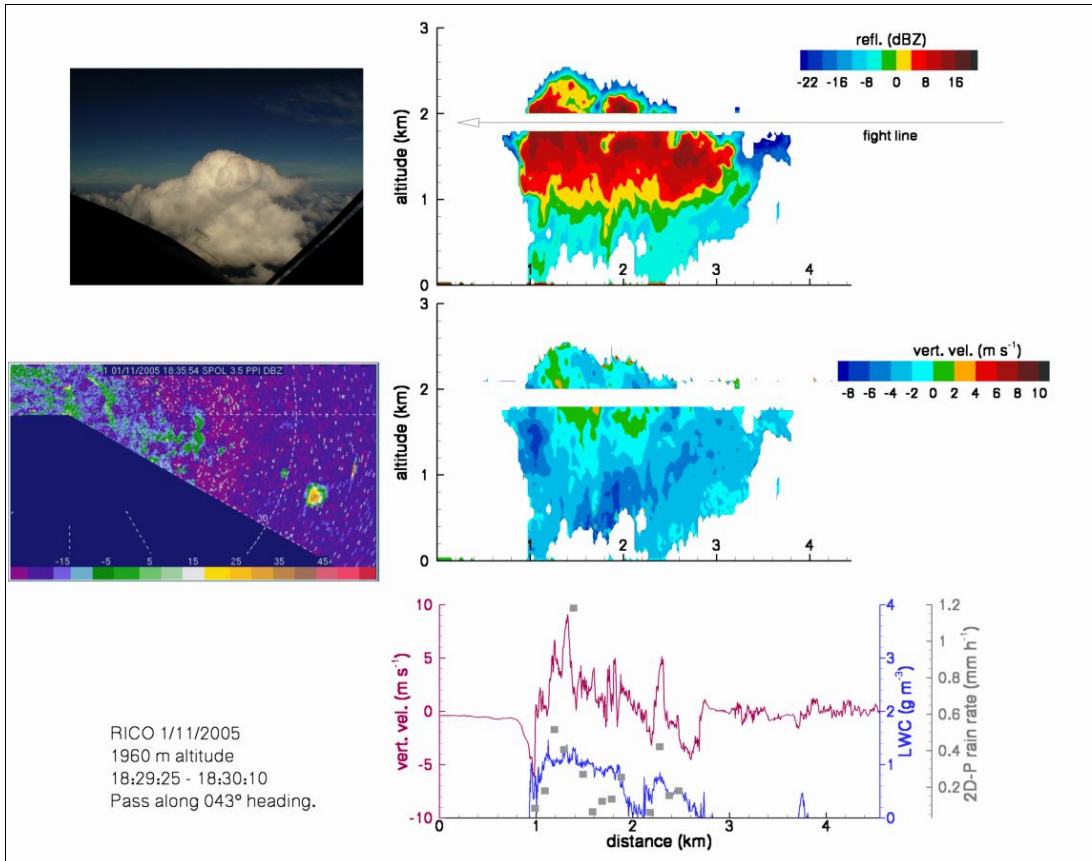 3
2
1
0
altitude (km)
1 2 3 4
refl. (dBZ)
-22 -16 -8 0 8 16
fight line
3
2
1
0
altitude (km)
1 2 3 4
vert. vel. (m s⁻¹)
-8 -6 -4 -2 0 2 4 6 8 10
1 01/11/2005 18:35:54 SPOL 3.5 PPI DBZ
30
-15 -5 5 15 25 35 45
10
5
0
-5
-10
vert. vel. (m s⁻¹)
4
3
2
1
0
LWC (g m⁻³)
1.2
1
0.8
0.6
0.4
0.2
2D-P rain rate (mm h⁻¹)
0 1 2 3 4
distance (km)
RICO 1/11/2005
1960 m altitude
18:29:25 - 18:30:10
Pass along 043° heading.